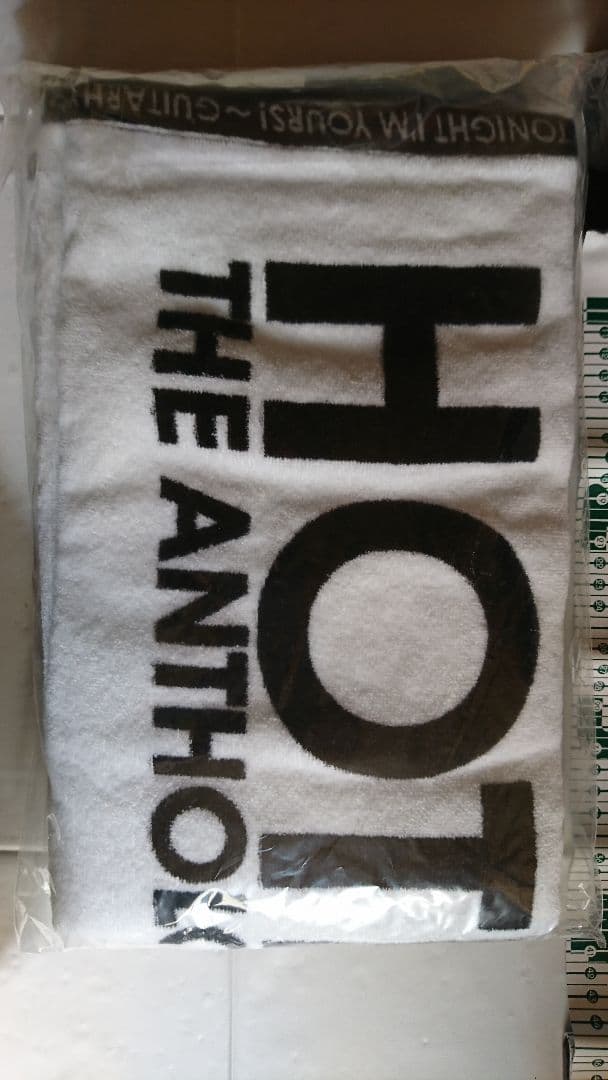 TONIGHT I'M YOURS! ~ GUITARH
HOT
THE ANTHO